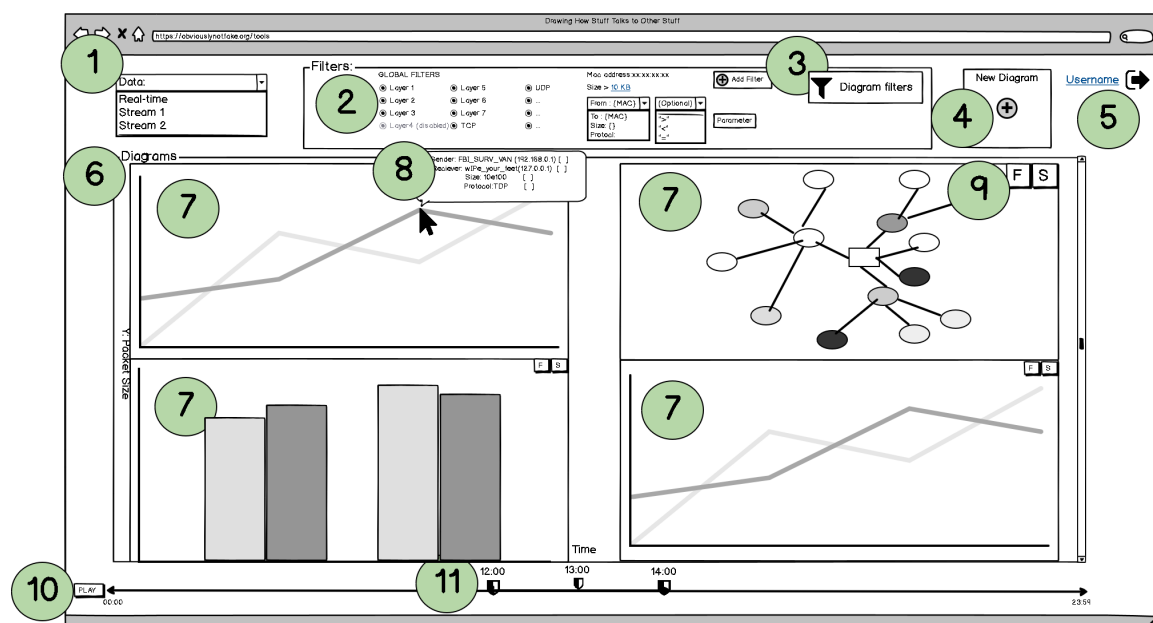 Drawing How Stuff Talks to Other Stuff
X
https://obviouslynotfake.org/tools
1
Data:
Real-time
Stream 1
Stream 2
Filters:
2
GLOBAL FILTERS
Layer 1
Layer 2
Layer 3
Layer4 (disabled)
Layer 5
Layer 6
Layer 7
TCP
UDP
...
...
...
Mac address:xx:xx:xx:xx
Size > 10 KB
From : {MAC}
To : {MAC}
Size: {}
Protocol:
(Optional)
">"
"<"
"="
Add Filter
Parameter
3
Diagram filters
New Diagram
4
Username
5
6
Diagrams
7
8
Sender: FBI_SURV_VAN (192.168.0.1) [ ]
(127.0.0.1) [ ]
Size: 10e100 [ ]
Protocol:TDP [ ]
7
9
F S
Y: Packet Size
7
F S
7
F S
Time
10
PLAY
00:00
11
12:00
13:00
14:00
23:59